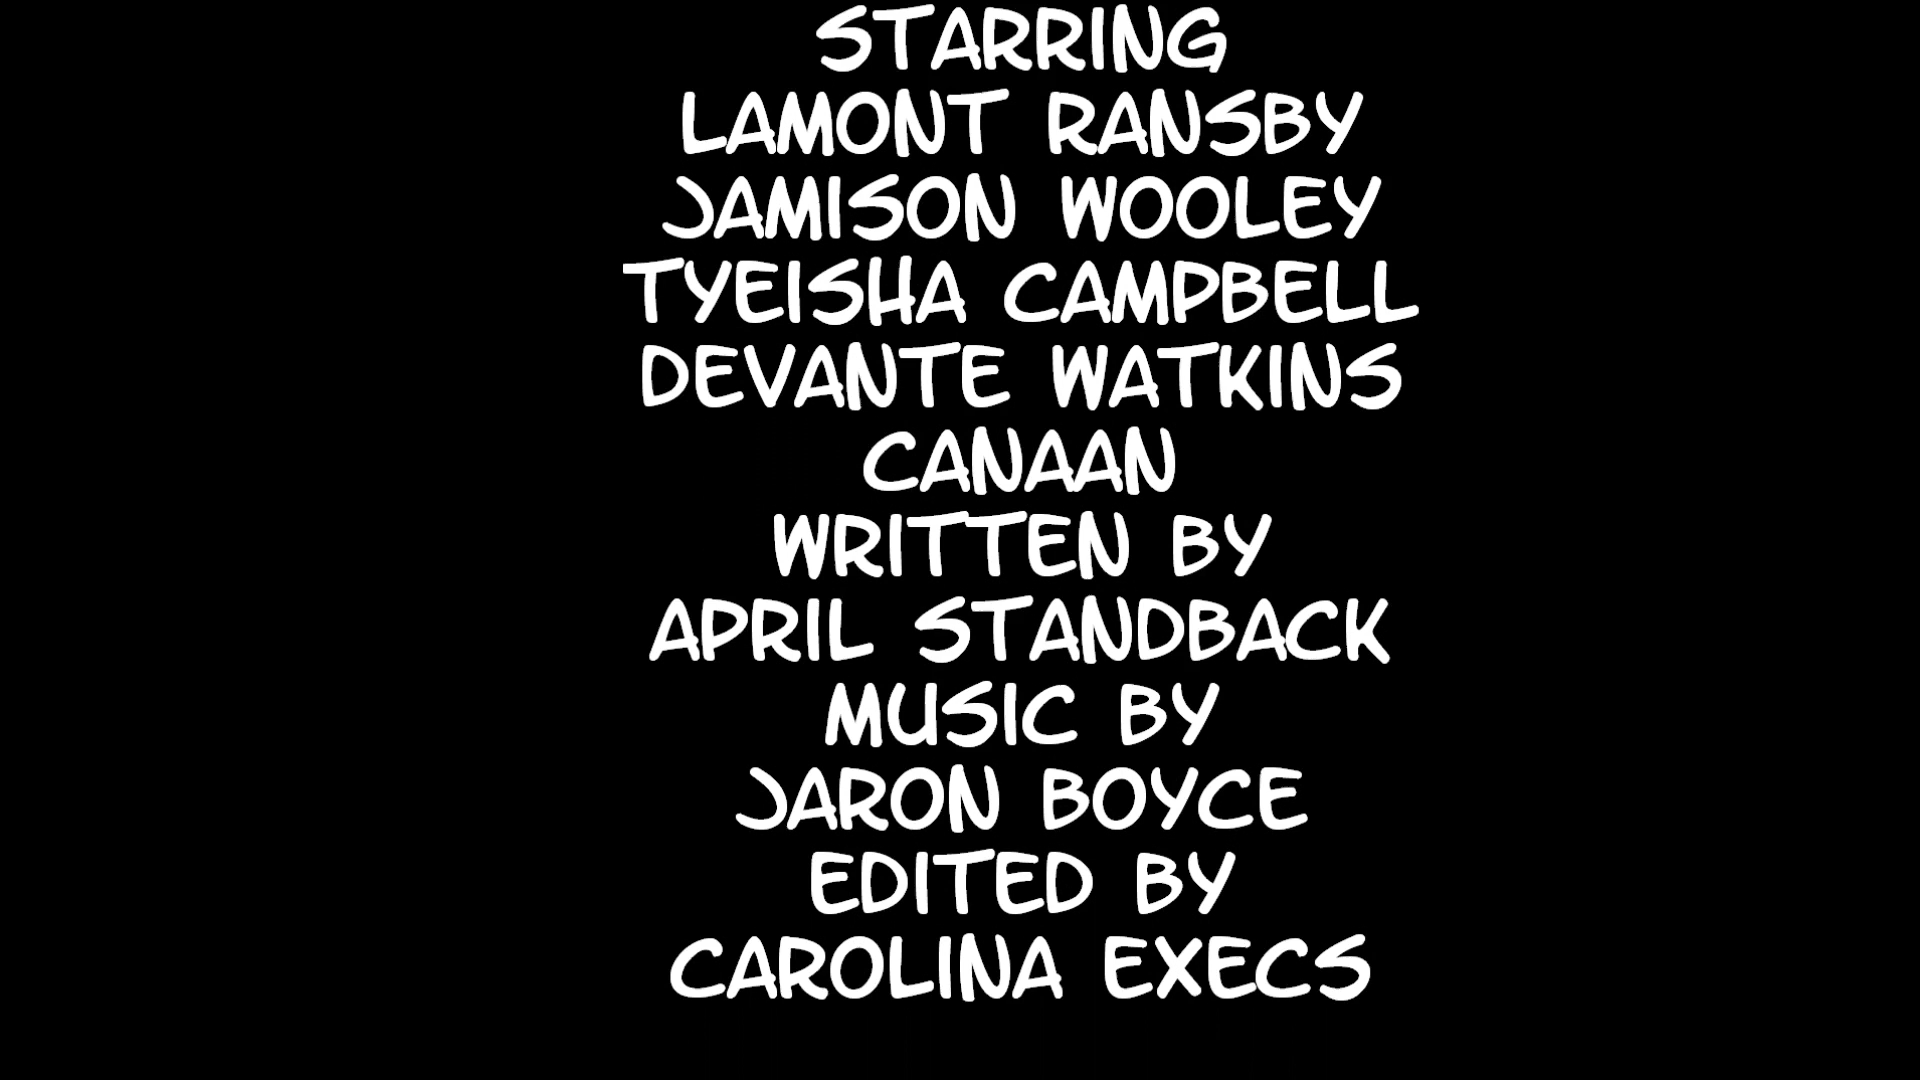 STARRING
LAMONT RANSBY
JAMISON WOOLEY
TYEISHA CAMPBELL
DEVANTE WATKINS
CANAAN
WRITTEN BY
APRIL STANDBACK
MUSIC BY
JARON BOYCE
EDITED BY
CAROLINA EXECS